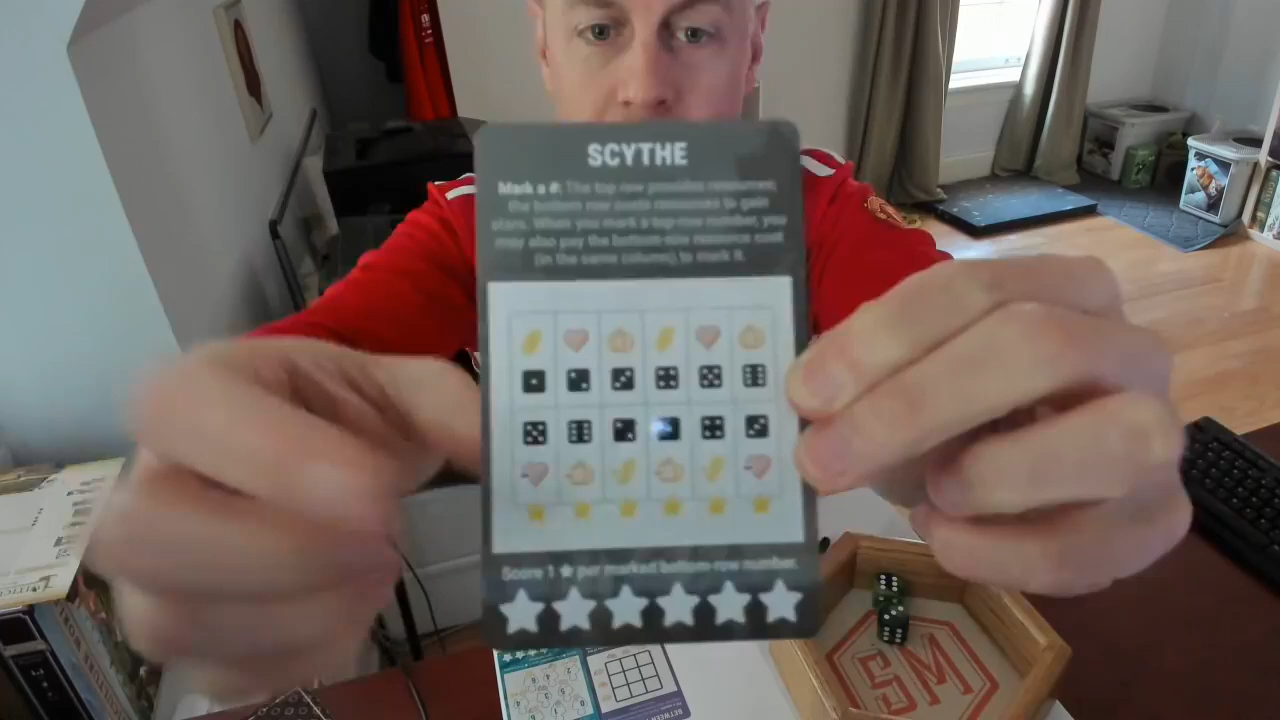 SCYTHE
Mark a #: The top row provides resources;
the bottom row costs resources to gain
stars. When you mark a top-row number, you
may also pay the bottom-row resource cost
(in the same column) to mark it.
Score 1 ★ per marked bottom-row number.
SM
BETWEEN